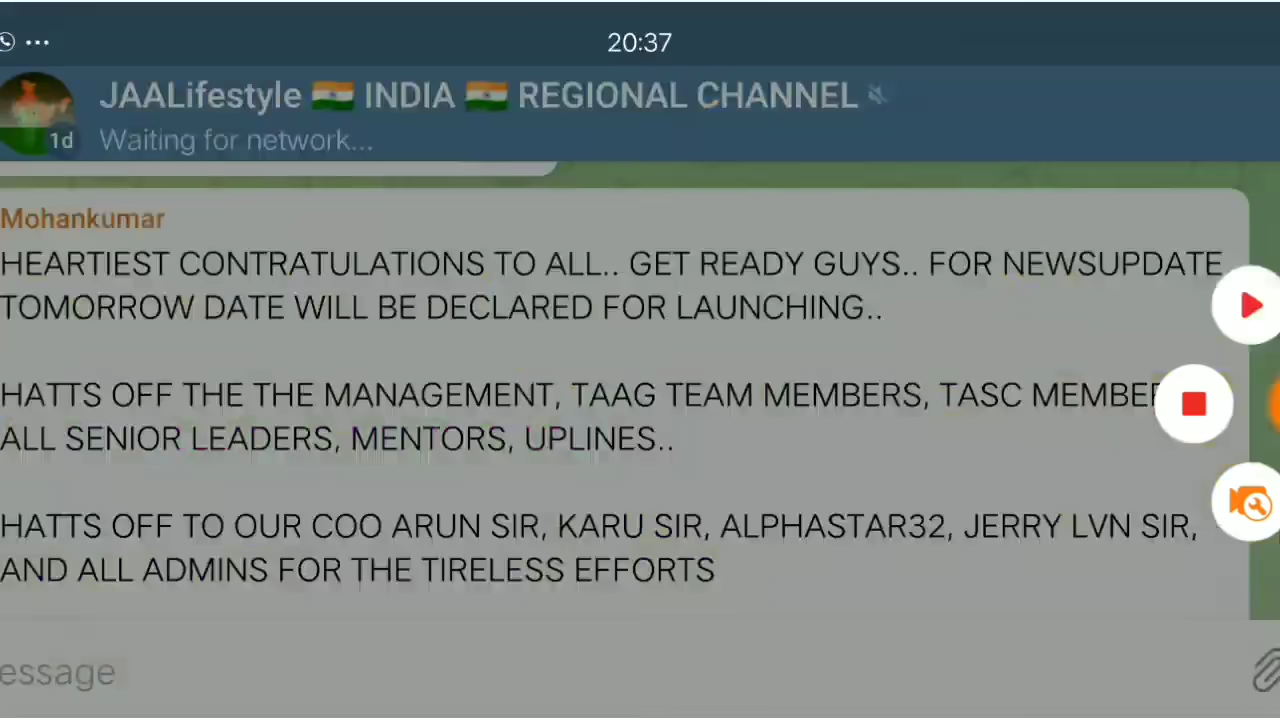 20:37
JAALifestyle 🇮🇳 INDIA 🇮🇳 REGIONAL CHANNEL
1d
Waiting for network...
Mohankumar
HEARTIEST CONTRATULATIONS TO ALL.. GET READY GUYS.. FOR NEWSUPDATE
TOMORROW DATE WILL BE DECLARED FOR LAUNCHING..
HATTS OFF THE THE MANAGEMENT, TAAG TEAM MEMBERS, TASC
ALL SENIOR LEADERS, MENTORS, UPLINES..
HATTS OFF TO OUR COO ARUN SIR, KARU SIR, ALPHASTAR32, JERRY LVN SIR,
AND ALL ADMINS FOR THE TIRELESS EFFORTS
essage